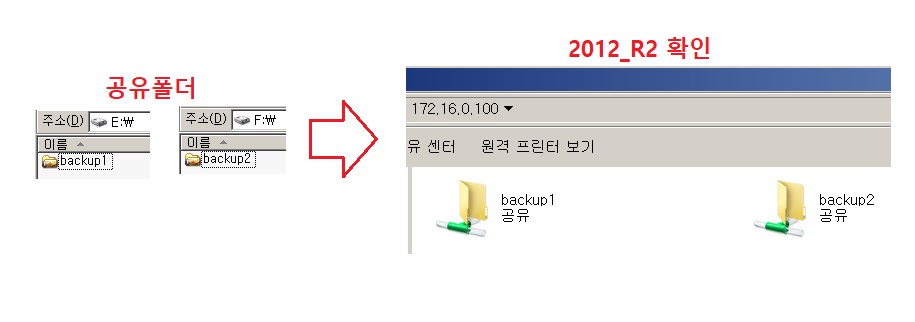 2012_R2 확인
공유폴더
주소(D) E:₩
이름
backup1
주소(D) F:₩
이름
backup2
172,16,0,100
유 센터 원격 프린터 보기
backup1
공유
backup2
공유